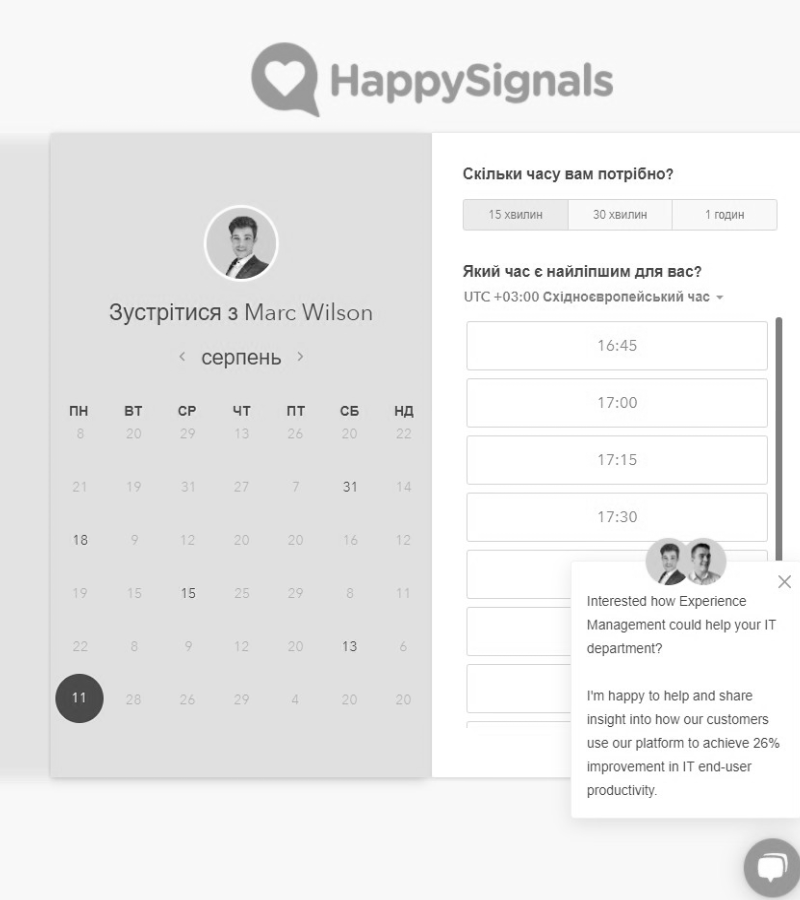 HappySignals
Зустрітися з Marc Wilson
серпень
ПН ВТ СР ЧТ ПТ СБ НД
8 20 29 13 26 20 22
21 19 31 27 7 31 14
18 9 12 20 20 16 12
19 15 15 25 29 8 11
22 8 9 12 20 13 6
11 28 26 29 4 20 20
Скільки часу вам потрібно?
15 хвилин 30 хвилин 1 годин
Який час є найліпшим для вас?
UTC +03:00 Східноєвропейський час
16:45
17:00
17:15
17:30
Interested how Experience
Management could help your IT
department?
I'm happy to help and share
insight into how our customers
use our platform to achieve 26%
improvement in IT end-user
productivity.